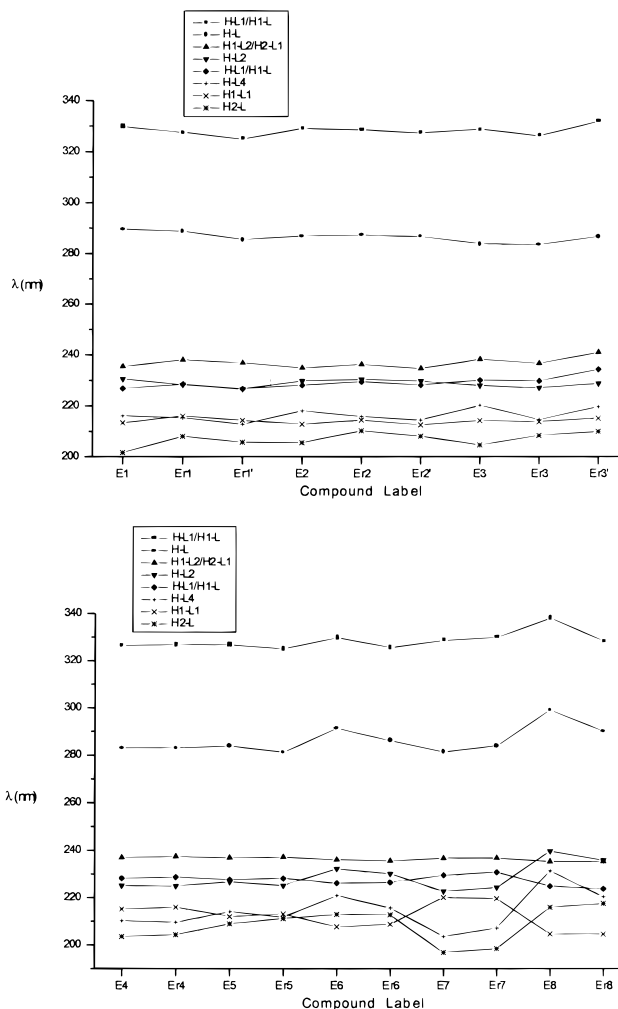 H-L1/H1-L
H-L
H1-L2/H2-L1
H-L2
H-L1/H1-L
H-L4
H1-L1
H2-L
340
320
300
280
λ (nm)
260
240
220
200
E1 Er1 Er1' E2 Er2 Er2' E3 Er3 Er3'
Compound Label
H-L1/H1-L
H-L
H1-L2/H2-L1
H-L2
H-L1/H1-L
H-L4
H1-L1
H2-L
340
320
300
280
λ (nm)
260
240
220
200
E4 Er4 E5 Er5 E6 Er6 E7 Er7 E8 Er8
Compound Label